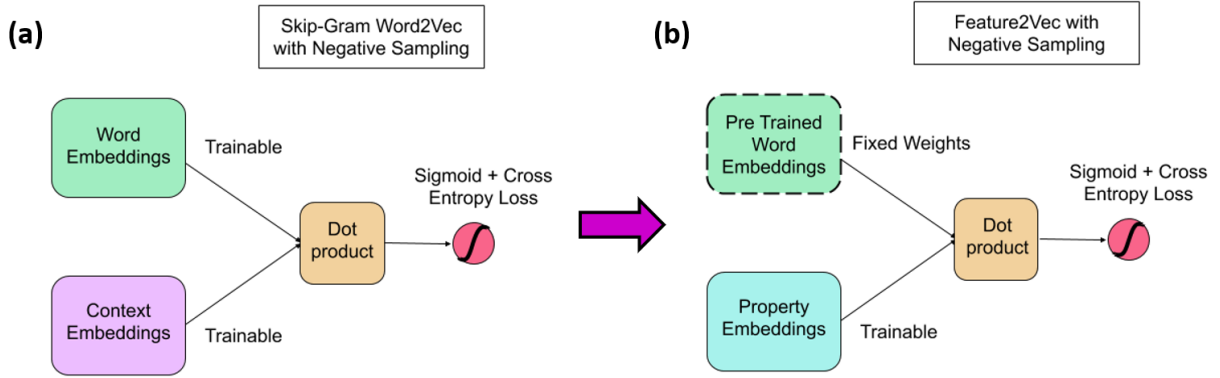 (a)
Skip-Gram Word2Vec
with Negative Sampling
Word
Embeddings
Trainable
Context
Embeddings
Trainable
Dot
product
Sigmoid + Cross
Entropy Loss
(b)
Feature2Vec with
Negative Sampling
Pre Trained
Word
Embeddings
Fixed Weights
Property
Embeddings
Trainable
Dot
product
Sigmoid + Cross
Entropy Loss